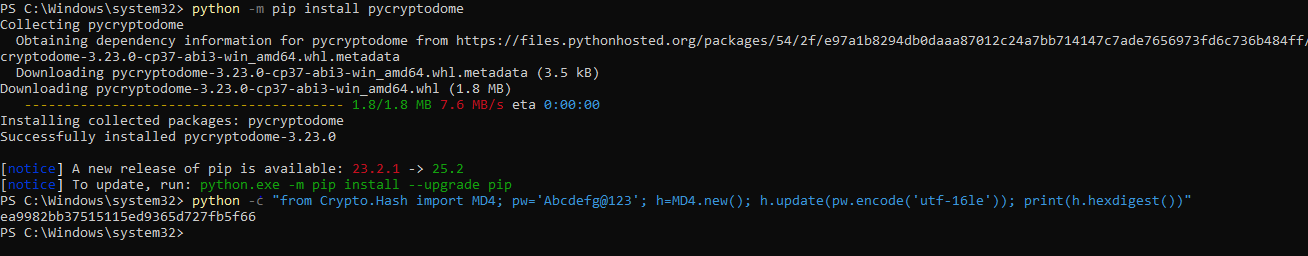 PS C:\Windows\system32> python -m pip install pycryptodome
Collecting pycryptodome
  Obtaining dependency information for pycryptodome from https://files.pythonhosted.org/packages/54/2f/e97a1b8294db0daaa87012c24a7bb714147c7ade7656973fd6c736b484ff/
cryptodome-3.23.0-cp37-abi3-win_amd64.whl.metadata
  Downloading pycryptodome-3.23.0-cp37-abi3-win_amd64.whl.metadata (3.5 kB)
Downloading pycryptodome-3.23.0-cp37-abi3-win_amd64.whl (1.8 MB)
   ---------------------------------------- 1.8/1.8 MB 7.6 MB/s eta 0:00:00
Installing collected packages: pycryptodome
Successfully installed pycryptodome-3.23.0
[notice] A new release of pip is available: 23.2.1 -> 25.2
[notice] To update, run: python.exe -m pip install --upgrade pip
PS C:\Windows\system32> python -c "from Crypto.Hash import MD4; pw='Abcdefg@123'; h=MD4.new(); h.update(pw.encode('utf-16le')); print(h.hexdigest())"
ea9982bb37515115ed9365d727fb5f66
PS C:\Windows\system32>